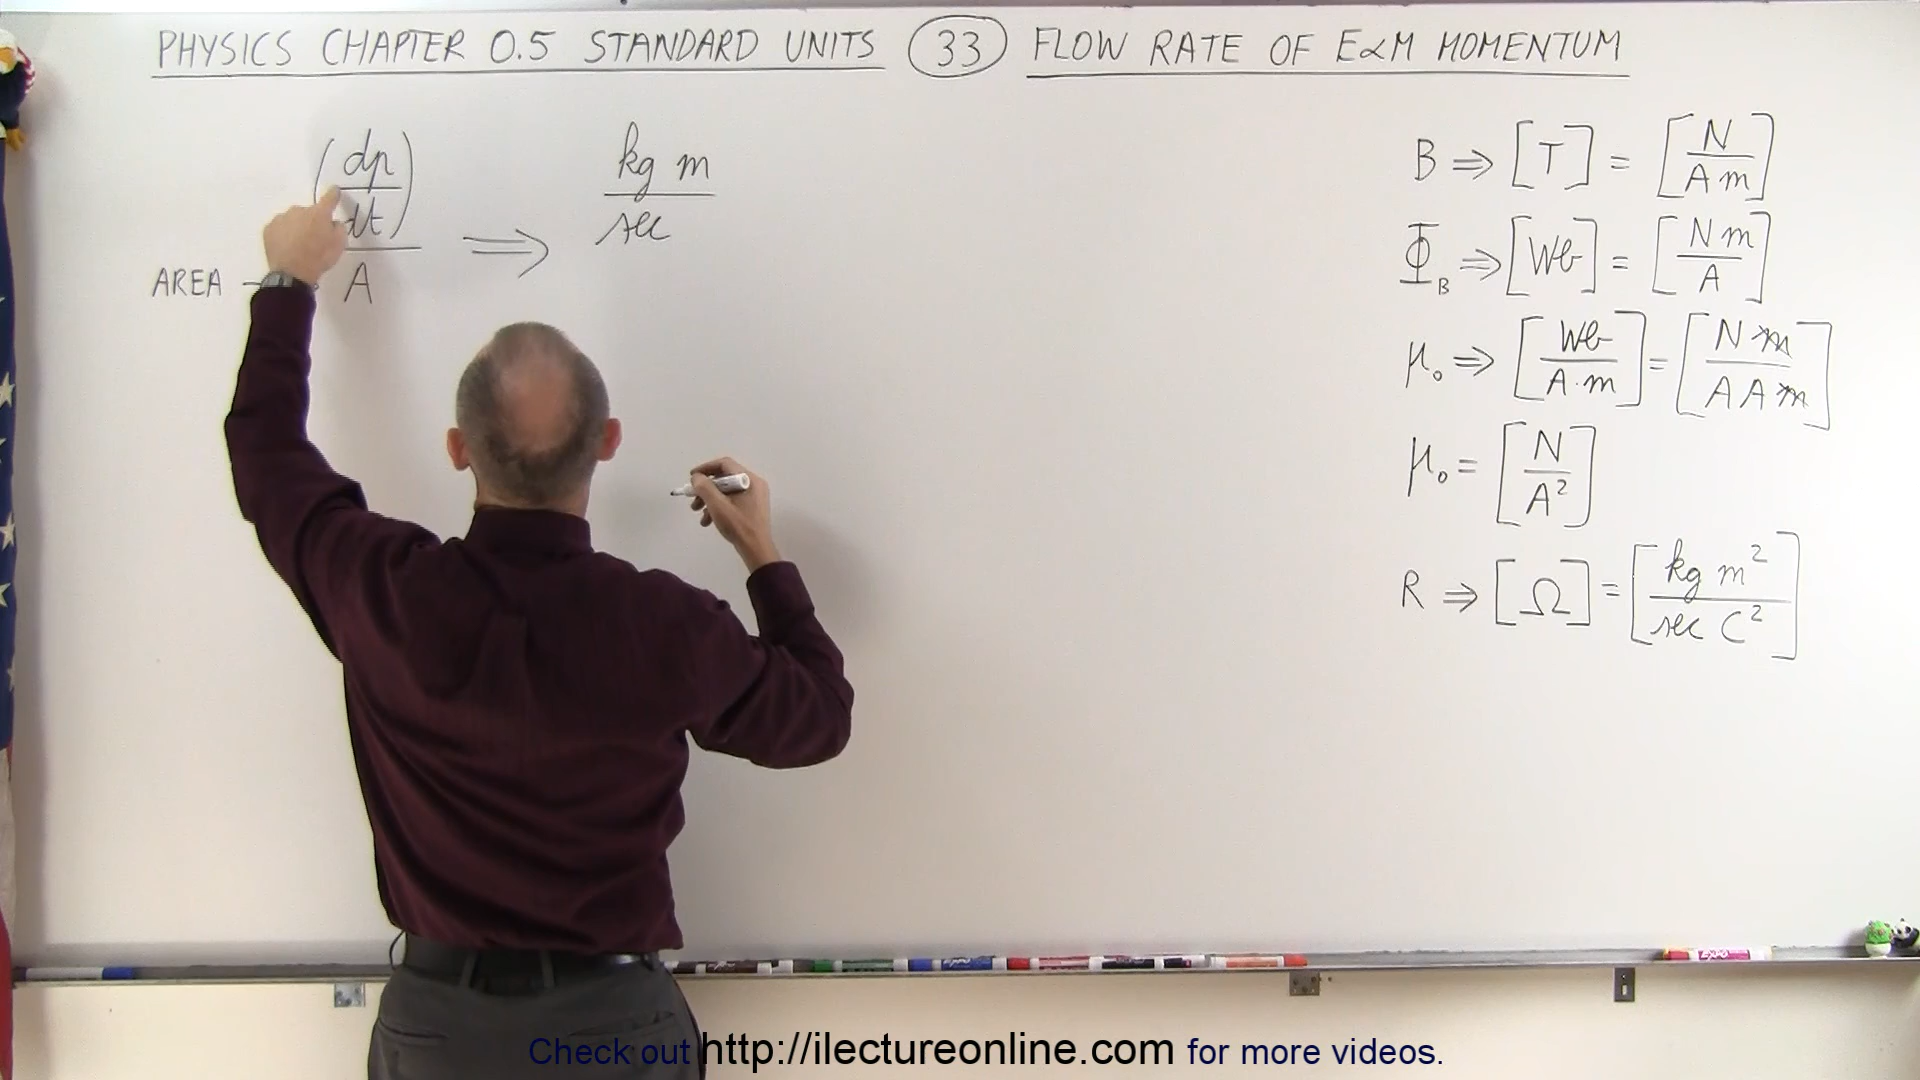 PHYSICS CHAPTER 0.5 STANDARD UNITS 33 FLOW RATE OF E&M MOMENTUM
(dp/dt)/A ⇒ kg m/sec
AREA
B ⇒ [T] = [N/A m]
Φ_B ⇒ [Wb] = [N m/A]
μ₀ ⇒ [Wb/A·m] = [N m/A A m]
μ₀ = [N/A²]
R ⇒ [Ω] = [kg m²/sec C²]
EXPO
Check out http://ilectureonline.com for more videos.